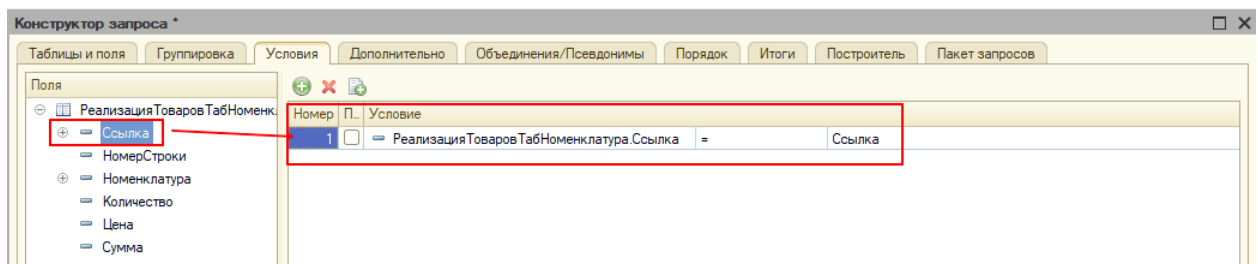 Конструктор запроса *
Таблицы и поля Группировка Условия Дополнительно Объединения/Псевдонимы Порядок Итоги Построитель Пакет запросов
Поля
РеализацияТоваровТабНоменк.
Номер П.. Условие
Ссылка
1 РеализацияТоваровТабНоменклатура.Ссылка = Ссылка
НомерСтроки
Номенклатура
Количество
Цена
Сумма